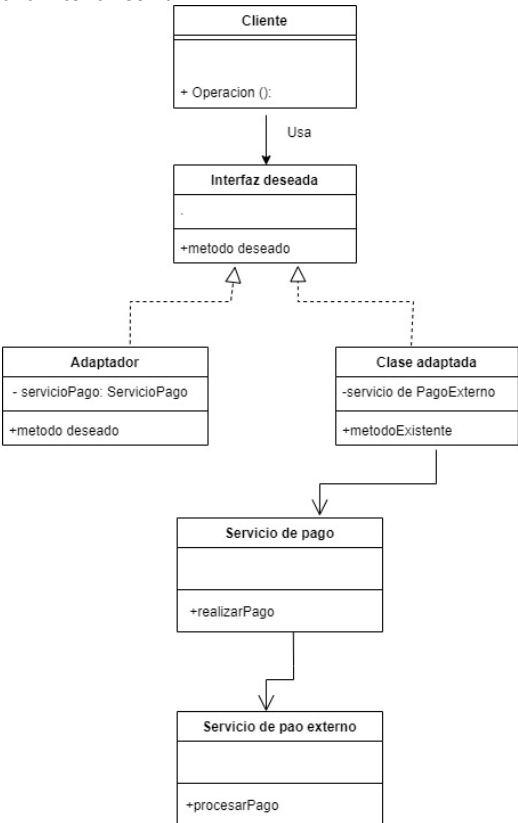 Cliente
+ Operacion ():
Usa
Interfaz deseada
.
+metodo deseado
Adaptador
- servicioPago: ServicioPago
+metodo deseado
Clase adaptada
-servicio de PagoExterno
+metodoExistente
Servicio de pago
+realizarPago
Servicio de pao externo
+procesarPago